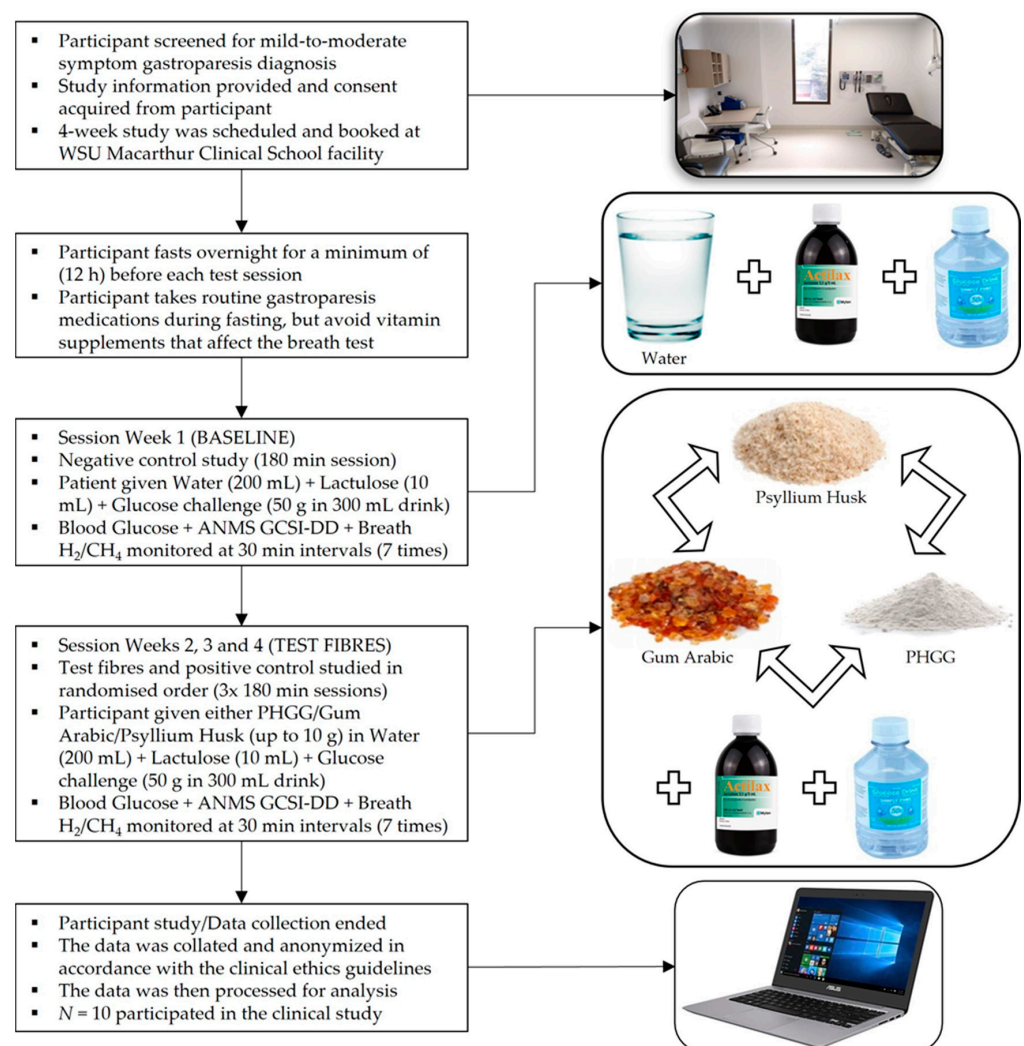 ▪ Participant screened for mild-to-moderate
symptom gastroparesis diagnosis
▪ Study information provided and consent
acquired from participant
▪ 4-week study was scheduled and booked at
WSU Macarthur Clinical School facility
▪ Participant fasts overnight for a minimum of
(12 h) before each test session
▪ Participant takes routine gastroparesis
medications during fasting, but avoid vitamin
supplements that affect the breath test
Actilax
Water
▪ Session Week 1 (BASELINE)
▪ Negative control study (180 min session)
▪ Patient given Water (200 mL) + Lactulose (10
mL) + Glucose challenge (50 g in 300 mL drink)
▪ Blood Glucose + ANMS GCSI-DD + Breath
H₂/CH₄ monitored at 30 min intervals (7 times)
Psyllium Husk
Gum Arabic
PHGG
▪ Session Weeks 2, 3 and 4 (TEST FIBRES)
▪ Test fibres and positive control studied in
randomised order (3x 180 min sessions)
▪ Participant given either PHGG/Gum
Arabic/Psyllium Husk (up to 10 g) in Water
(200 mL) + Lactulose (10 mL) + Glucose
challenge (50 g in 300 mL drink)
▪ Blood Glucose + ANMS GCSI-DD + Breath
H₂/CH₄ monitored at 30 min intervals (7 times)
Actilax
▪ Participant study/Data collection ended
▪ The data was collated and anonymized in
accordance with the clinical ethics guidelines
▪ The data was then processed for analysis
▪ N = 10 participated in the clinical study
ASUS